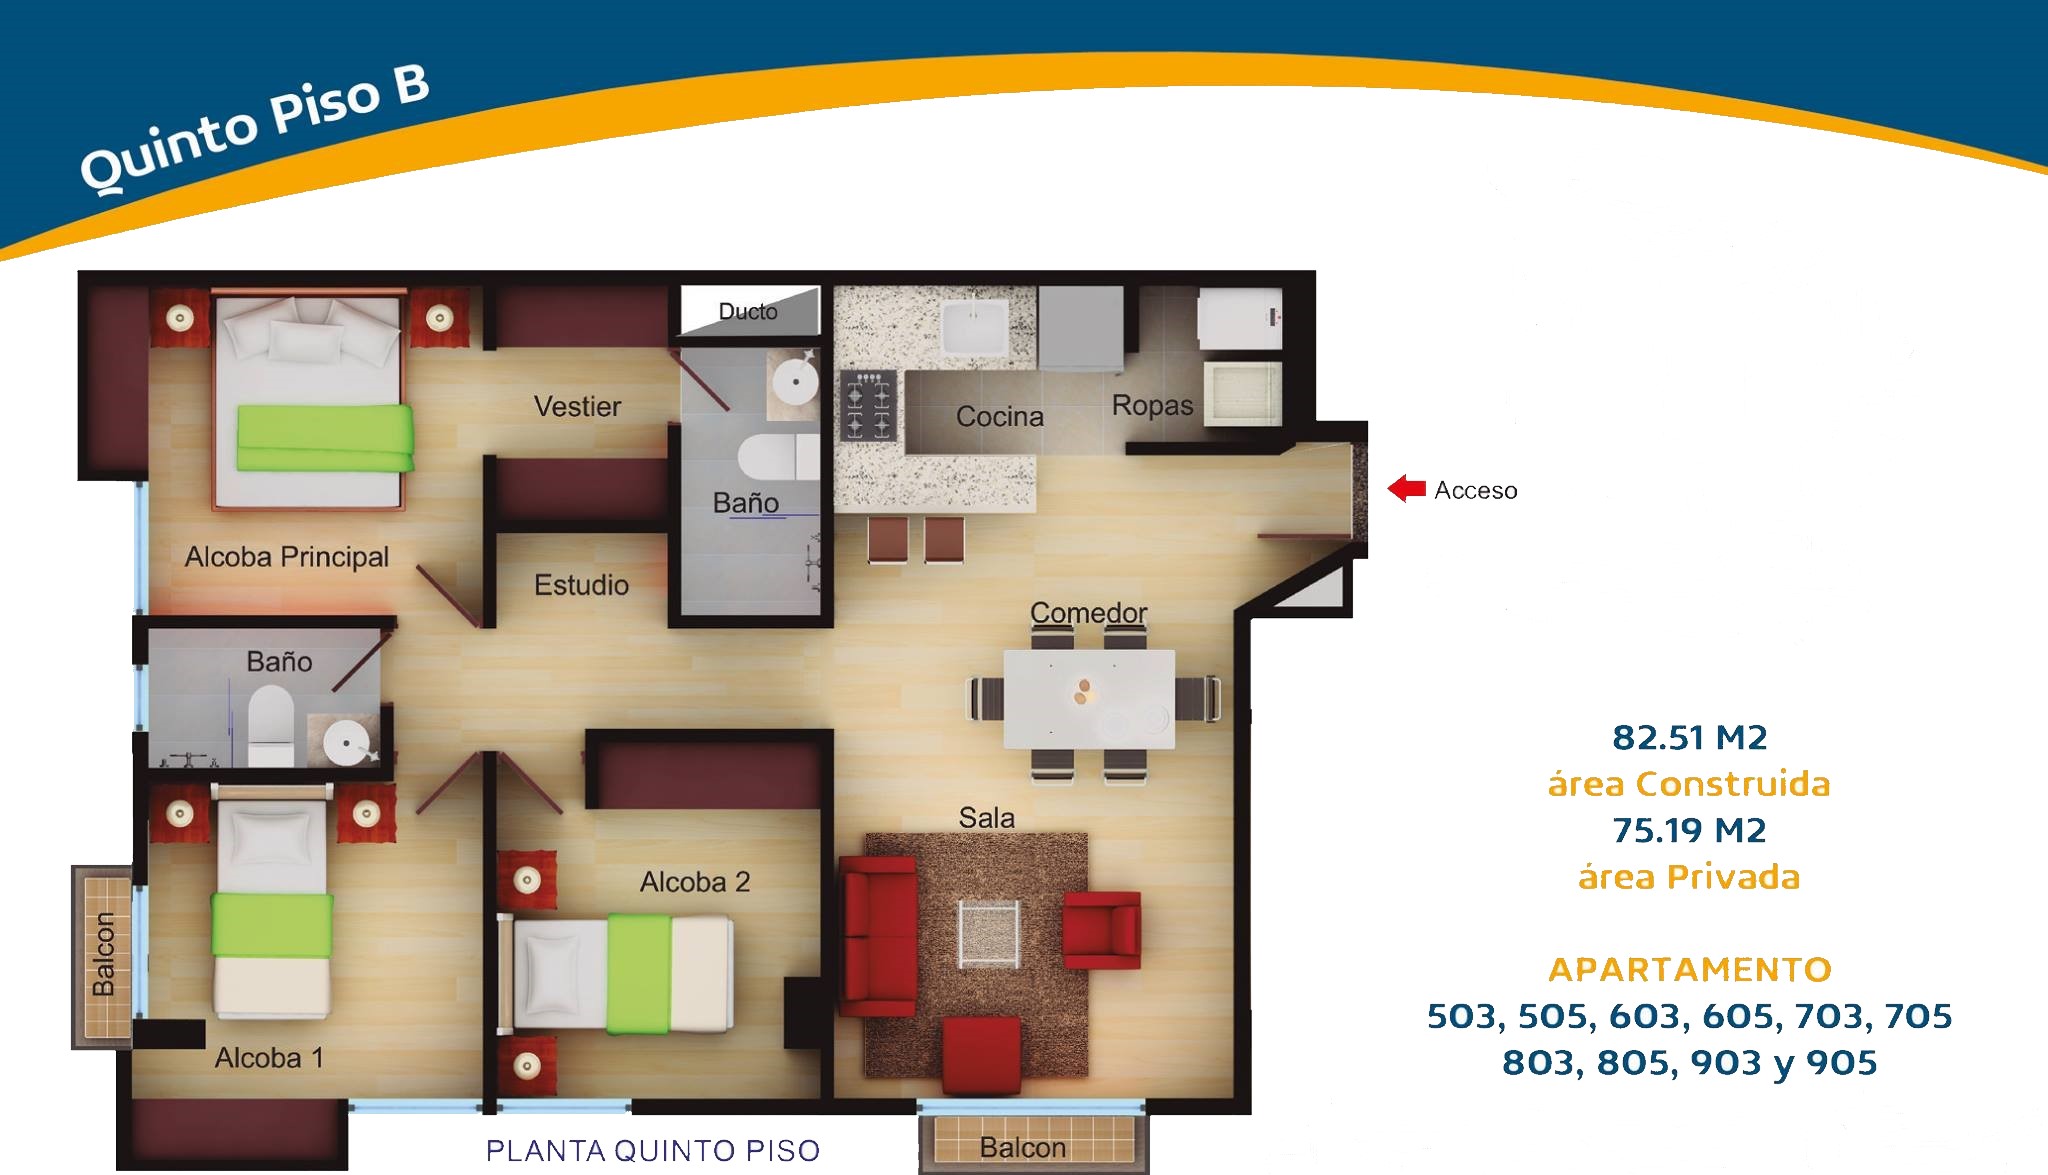 Quinto Piso B
Ducto
Vestier
Cocina
Ropas
Baño
Acceso
Alcoba Principal
Estudio
Comedor
Baño
Sala
Alcoba 2
Balcon
Alcoba 1
Balcon
PLANTA QUINTO PISO
82.51 M2
área Construida
75.19 M2
área Privada
APARTAMENTO
503, 505, 603, 605, 703, 705
803, 805, 903 y 905